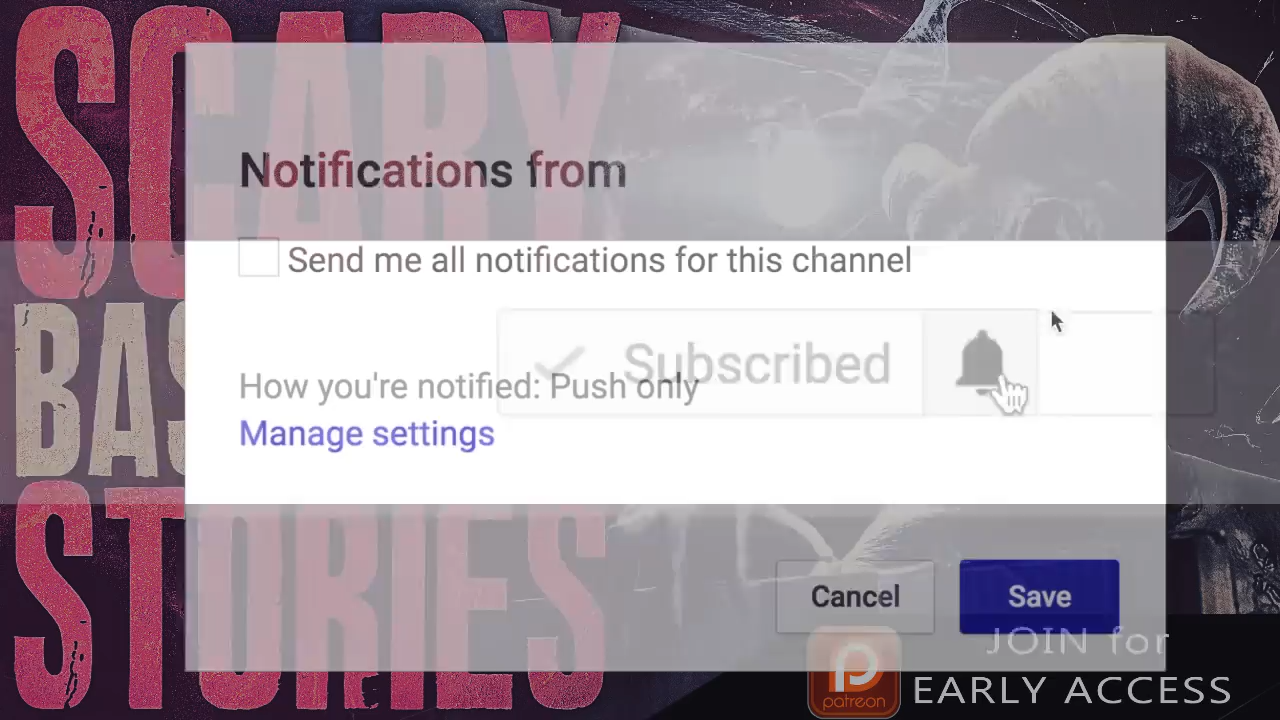 SCARY
BAS
STORIES
Notifications from
Send me all notifications for this channel
Subscribed
How you're notified: Push only
Manage settings
Cancel
Save
JOIN for
patreon
EARLY ACCESS